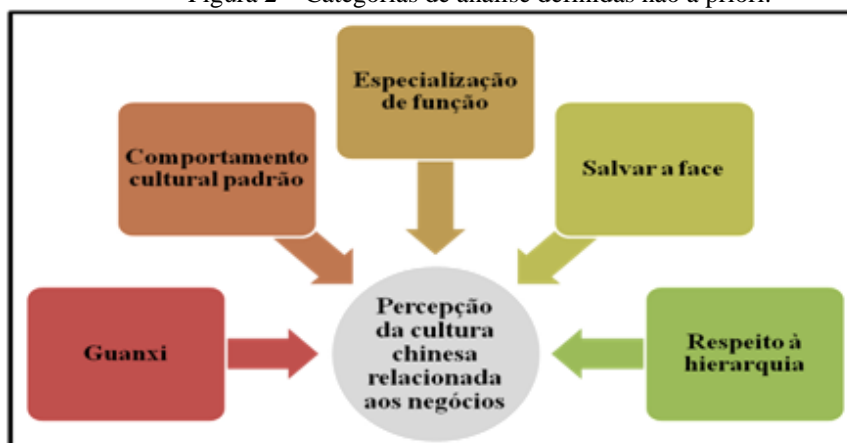 Figura 2 – Categorias de análise definidas não a priori.
Especialização
de função
Comportamento
cultural padrão
Salvar a face
Guanxi
Percepção
da cultura
chinesa
relacionada
aos negócios
Respeito à
hierarquia